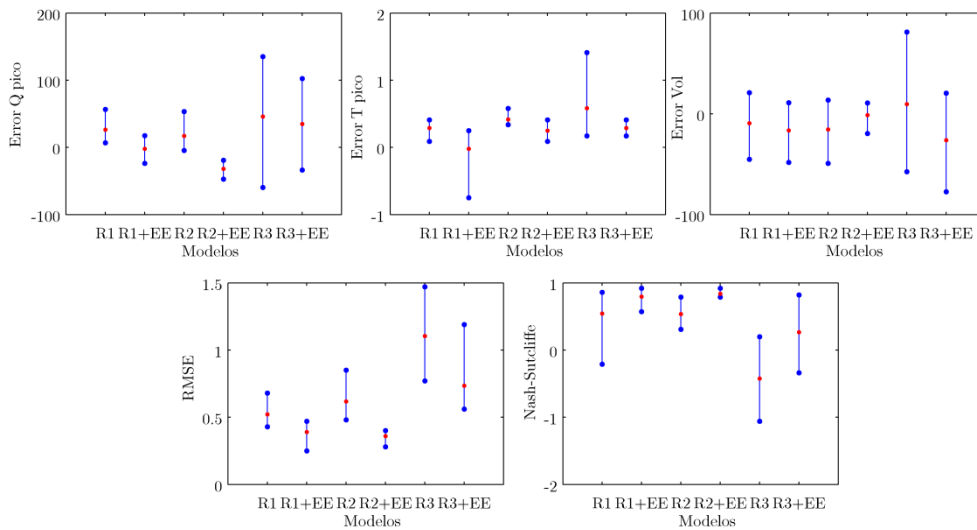 200
100
0
-100
Error Q pico
R1 R1+EE R2 R2+EE R3 R3+EE
Modelos
2
1
0
-1
Error T pico
R1 R1+EE R2 R2+EE R3 R3+EE
Modelos
100
0
-100
Error Vol
R1 R1+EE R2 R2+EE R3 R3+EE
Modelos
1.5
1
0.5
0
RMSE
R1 R1+EE R2 R2+EE R3 R3+EE
Modelos
1
0
-1
-2
Nash-Sutcliffe
R1 R1+EE R2 R2+EE R3 R3+EE
Modelos